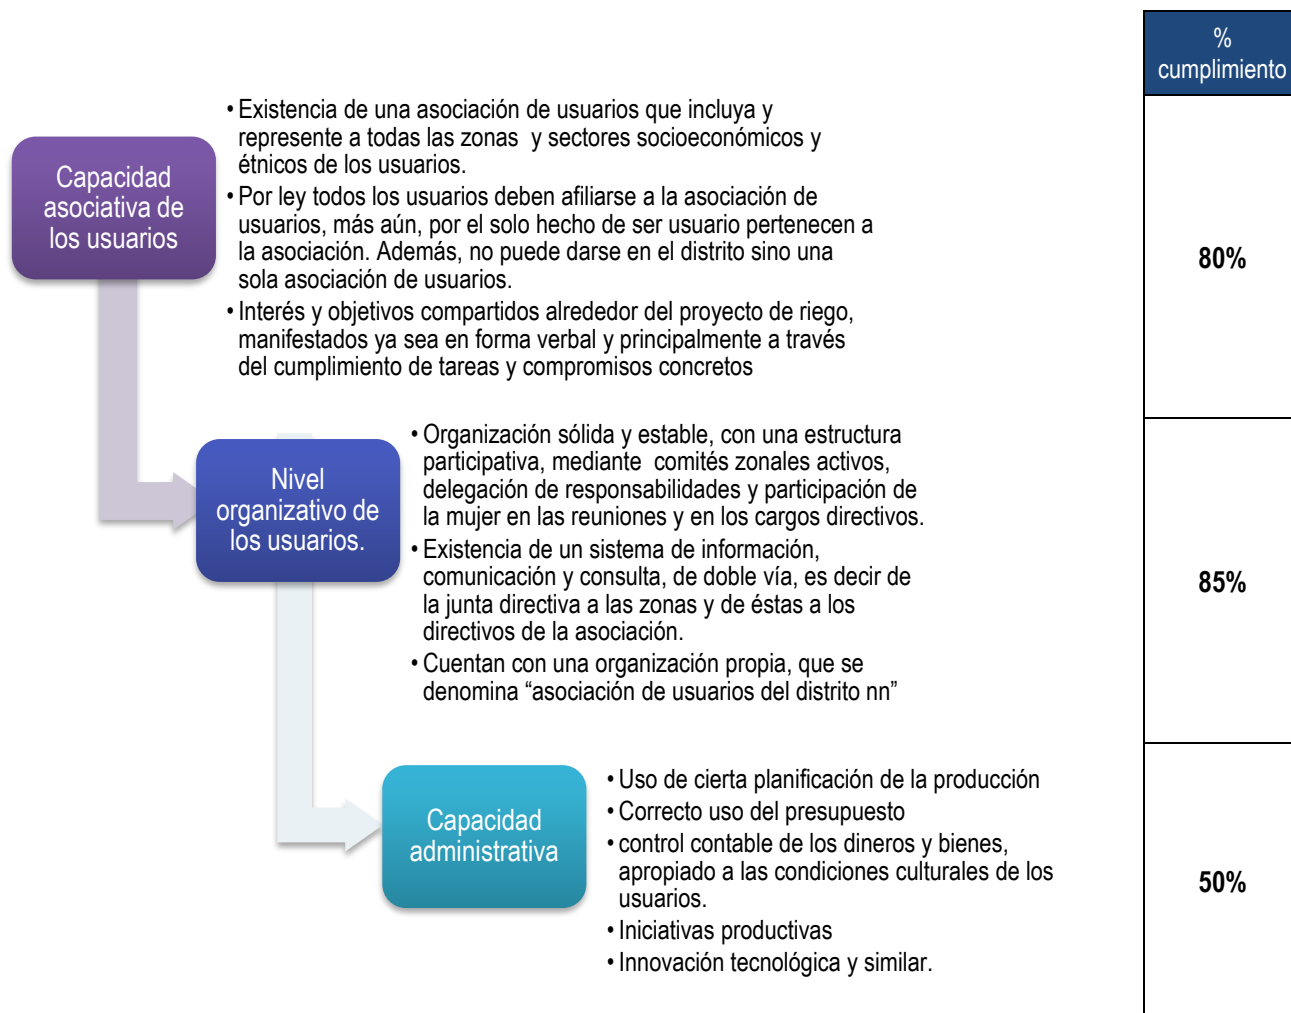 %
cumplimiento
Capacidad
asociativa de
los usuarios
• Existencia de una asociación de usuarios que incluya y
represente a todas las zonas y sectores socioeconómicos y
étnicos de los usuarios.
• Por ley todos los usuarios deben afiliarse a la asociación de
usuarios, más aún, por el solo hecho de ser usuario pertenecen a
la asociación. Además, no puede darse en el distrito sino una
sola asociación de usuarios.
• Interés y objetivos compartidos alrededor del proyecto de riego,
manifestados ya sea en forma verbal y principalmente a través
del cumplimiento de tareas y compromisos concretos
80%
Nivel
organizativo de
los usuarios.
• Organización sólida y estable, con una estructura
participativa, mediante comités zonales activos,
delegación de responsabilidades y participación de
la mujer en las reuniones y en los cargos directivos.
• Existencia de un sistema de información,
comunicación y consulta, de doble vía, es decir de
la junta directiva a las zonas y de éstas a los
directivos de la asociación.
• Cuentan con una organización propia, que se
denomina “asociación de usuarios del distrito nn”
85%
Capacidad
administrativa
• Uso de cierta planificación de la producción
• Correcto uso del presupuesto
• control contable de los dineros y bienes,
apropiado a las condiciones culturales de los
usuarios.
• Iniciativas productivas
• Innovación tecnológica y similar.
50%